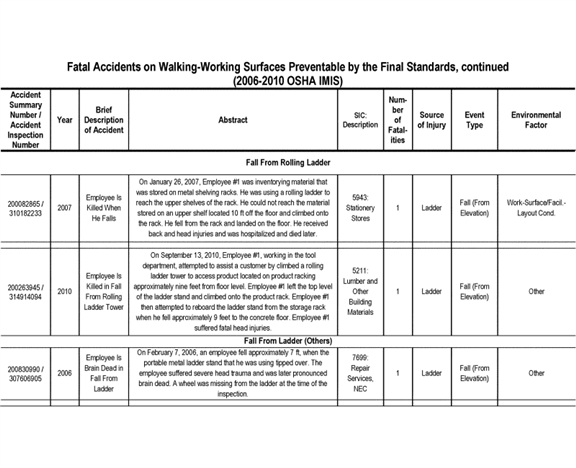 Fatal Accidents on Walking-Working Surfaces Preventable by the Final Standards, continued
(2006-2010 OSHA IMIS)
Accident
Summary
Number /
Accident
Inspection
Number
Year
Brief
Description
of Accident
Abstract
SIC:
Description
Num-
ber
of
Fatal-
ities
Source
of Injury
Event
Type
Environmental
Factor
Fall From Rolling Ladder
200082865 /
310182233
2007
Employee Is
Killed When
He Falls
On January 26, 2007, Employee #1 was inventorying material that
was stored on metal shelving racks. He was using a rolling ladder to
reach the upper shelves of the rack. He could not reach the material
stored on an upper shelf located 10 ft off the floor and climbed onto
the rack. He fell from the rack and landed on the floor. He received
back and head injuries and was hospitalized and died later.
5943:
Stationery
Stores
1
Ladder
Fall (From
Elevation)
Work-Surface/Facil.-
Layout Cond.
200263945 /
314914094
2010
Employee Is
Killed in Fall
From Rolling
Ladder Tower
On September 13, 2010, Employee #1, working in the tool
department, attempted to assist a customer by climbed a rolling
ladder tower to access product located on product racking
approximately nine feet from floor level. Employee #1 left the top level
of the ladder stand and climbed onto the product rack. Employee #1
then attempted to reboard the ladder stand from the storage rack
when he fell approximately 9 feet to the concrete floor. Employee #1
suffered fatal head injuries.
5211:
Lumber and
Other
Building
Materials
1
Ladder
Fall (From
Elevation)
Other
Fall From Ladder (Others)
200830990 /
307606905
2006
Employee Is
Brain Dead in
Fall From
Ladder
On February 7, 2006, an employee fell approximately 7 ft, when the
portable metal ladder stand that he was using tipped over. The
employee suffered severe head trauma and was later pronounced
brain dead. A wheel was missing from the ladder at the time of the
inspection.
7699:
Repair
Services,
NEC
1
Ladder
Fall (From
Elevation)
Other